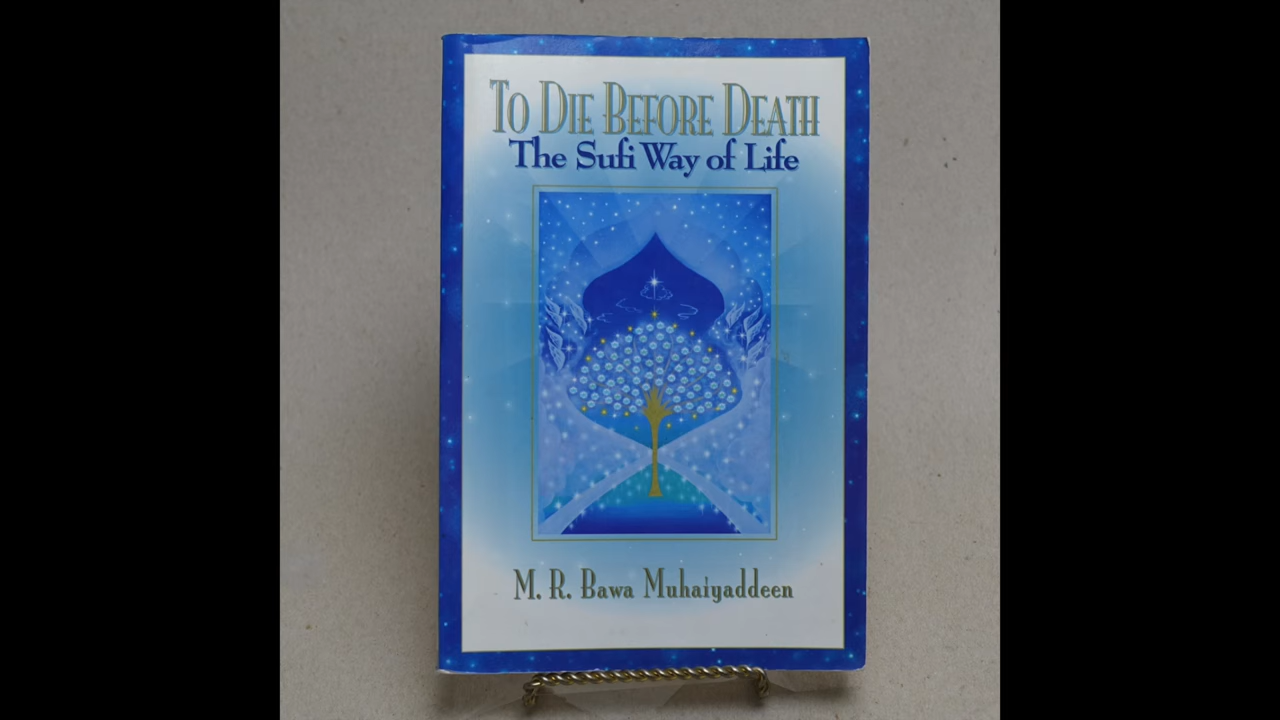 TO DIE BEFORE DEATH
The Sufi Way of Life
M. R. Bawa Muhaiyaddeen